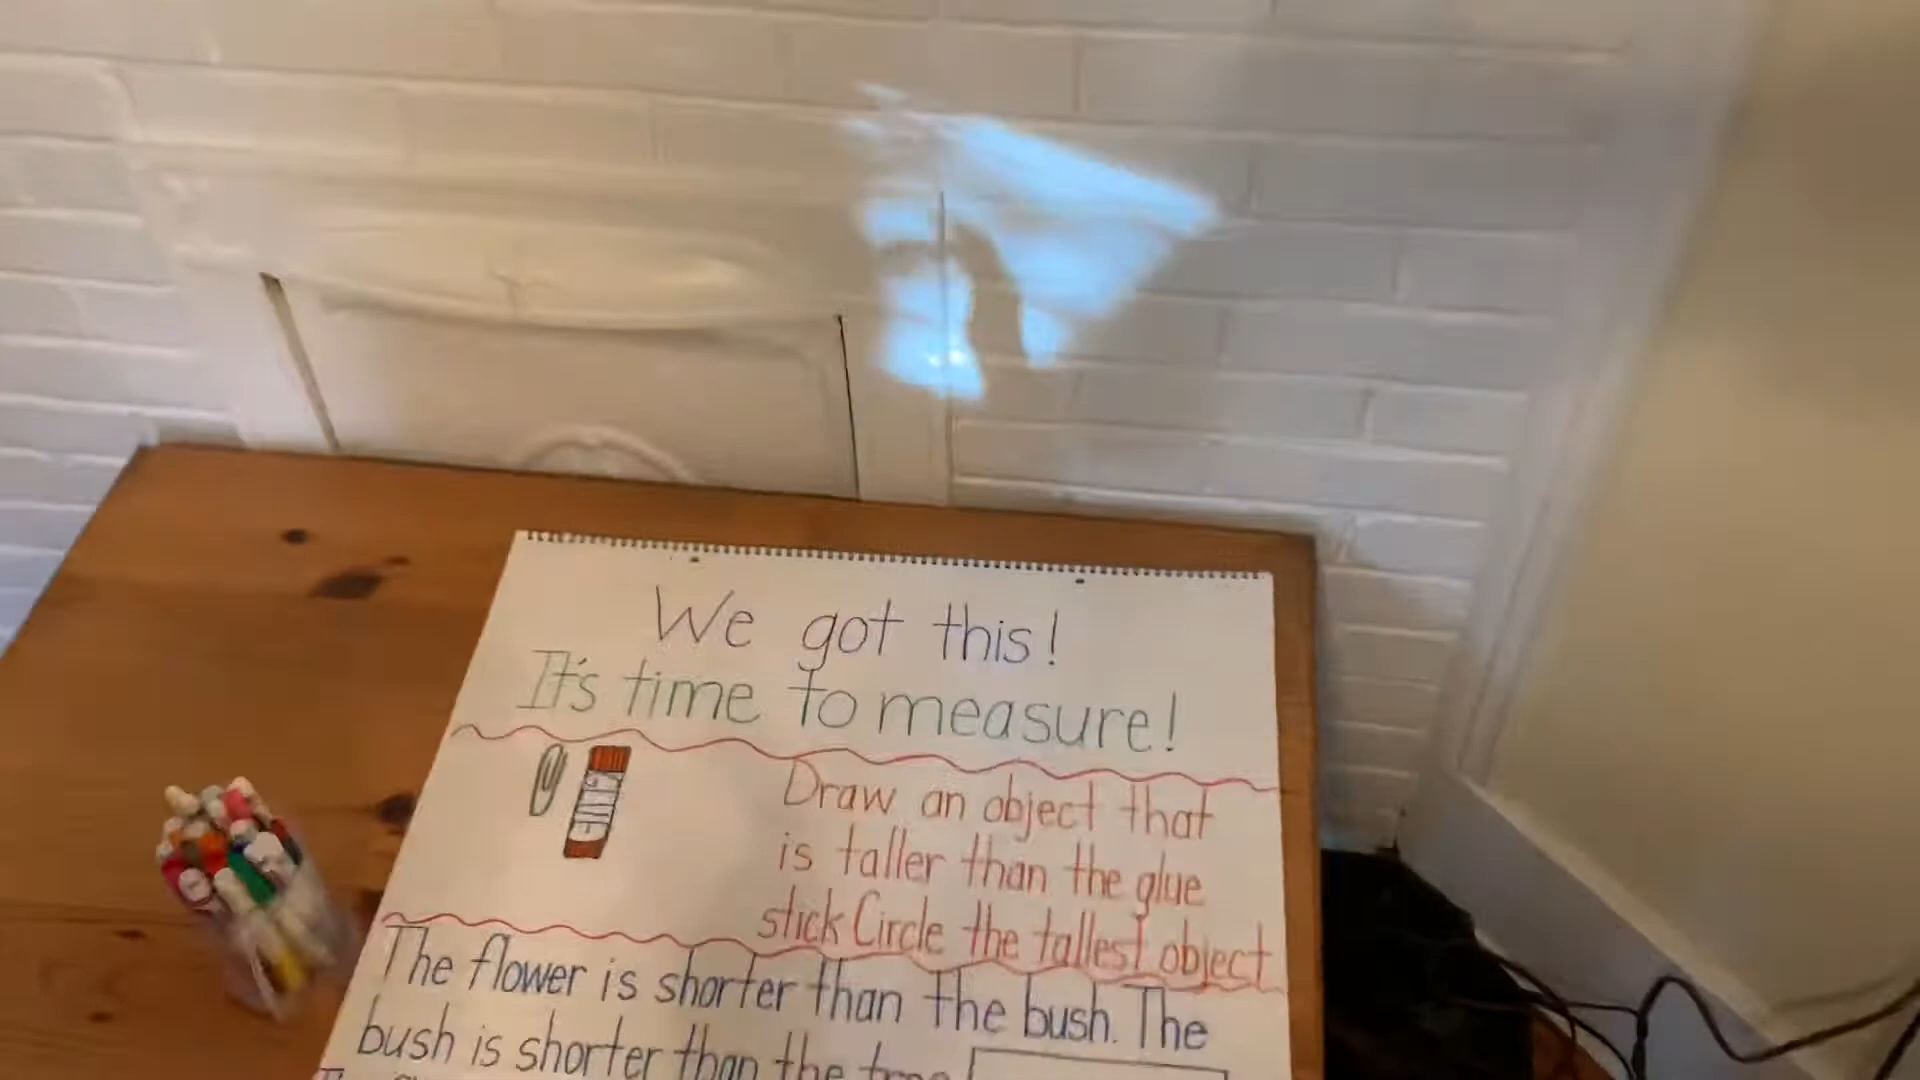 We got this!
It's time to measure!
GLUE
Draw an object that
is taller than the glue
stick Circle the tallest object
The flower is shorter than the bush. The
bush is shorter than the tree